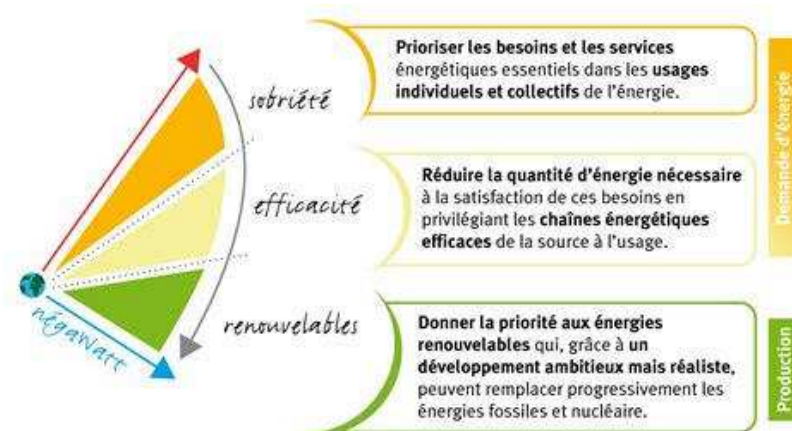 Prioriser les besoins et les services
énergétiques essentiels dans les usages
individuels et collectifs de l'énergie.
sobriété
Demande d'énergie
Réduire la quantité d'énergie nécessaire
à la satisfaction de ces besoins en
privilégiant les chaînes énergétiques
efficaces de la source à l'usage.
efficacité
négaWatt
renouvelables
Donner la priorité aux énergies
renouvelables qui, grâce à un
développement ambitieux mais réaliste,
peuvent remplacer progressivement les
énergies fossiles et nucléaire.
Production